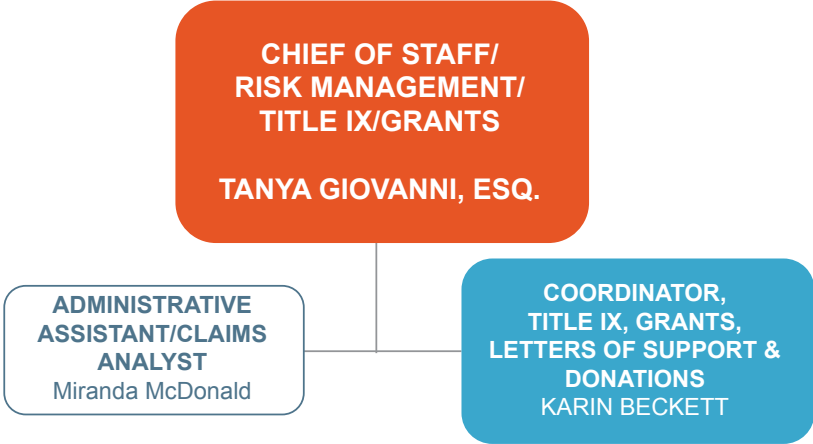 CHIEF OF STAFF/
RISK MANAGEMENT/
TITLE IX/GRANTS
TANYA GIOVANNI, ESQ.
ADMINISTRATIVE
ASSISTANT/CLAIMS
ANALYST
Miranda McDonald
COORDINATOR,
TITLE IX, GRANTS,
LETTERS OF SUPPORT &
DONATIONS
KARIN BECKETT